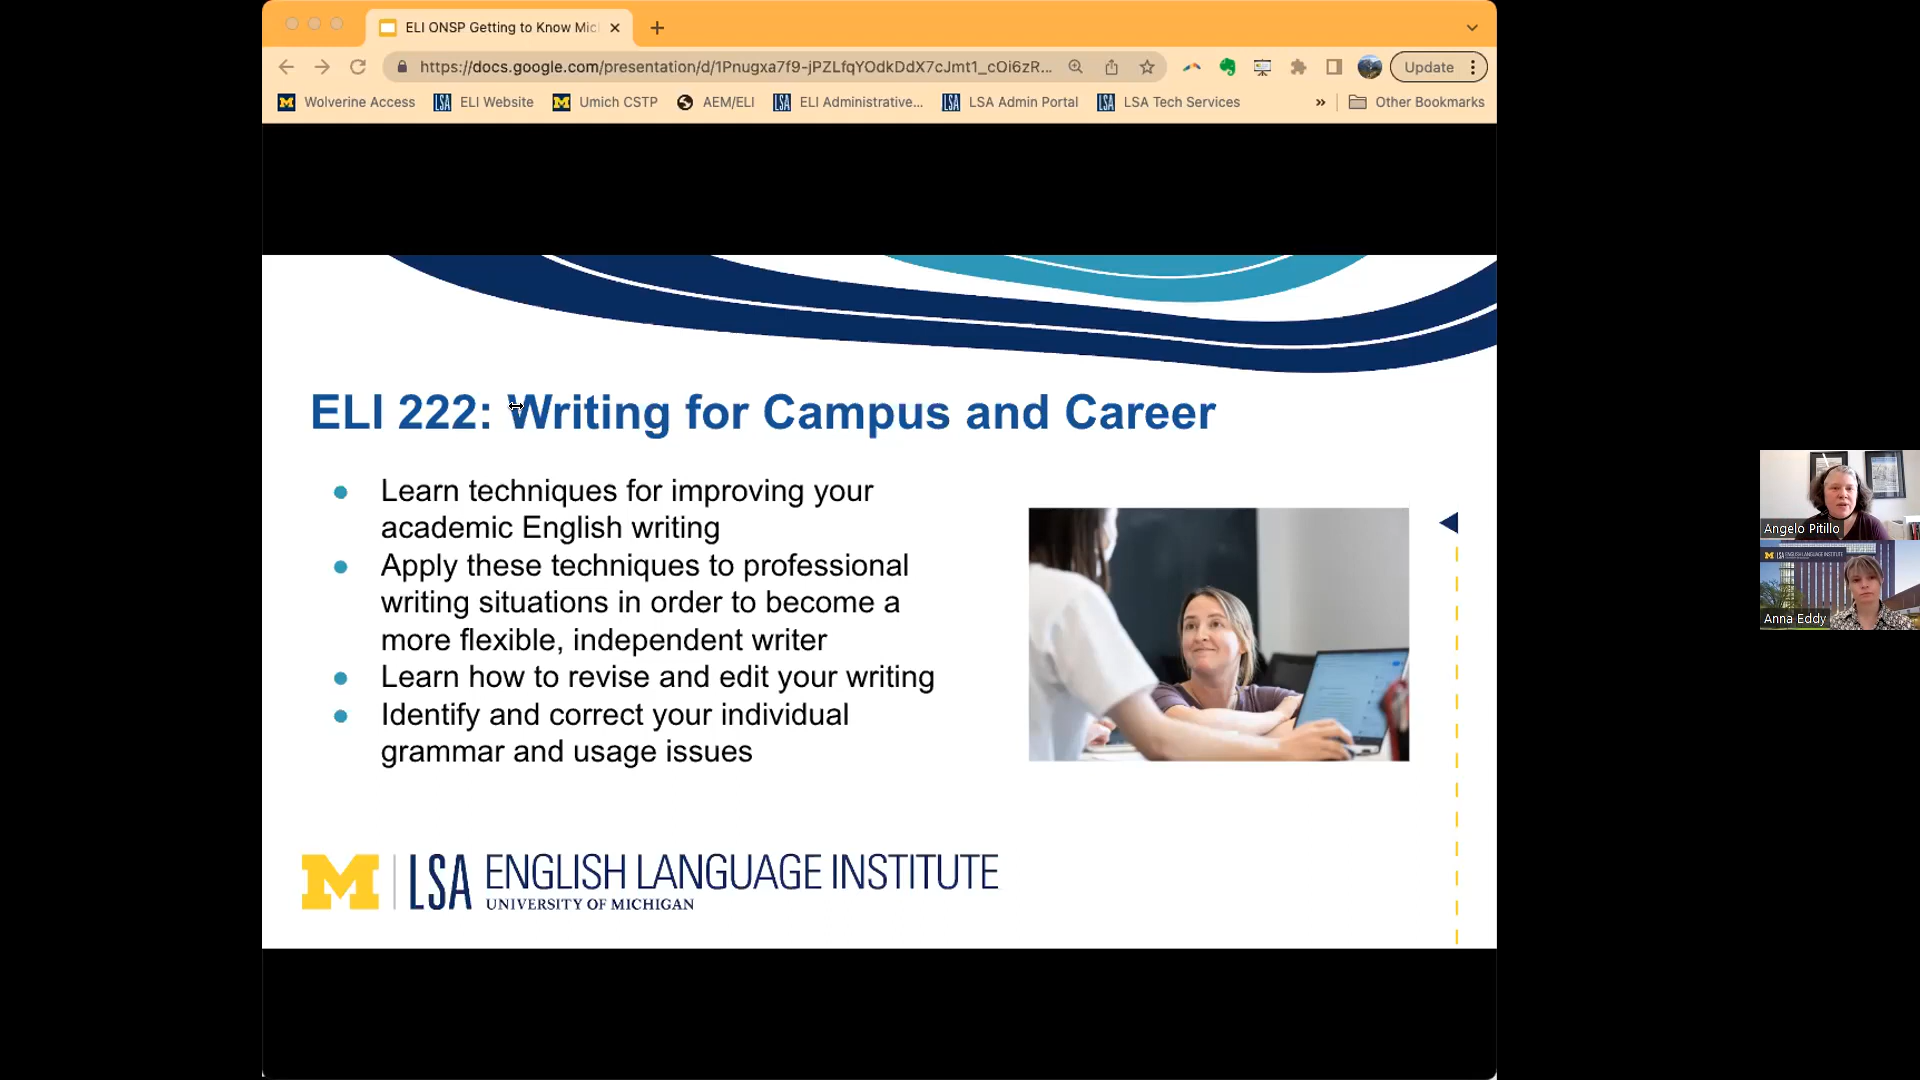 ELI ONSP Getting to Know Mic
https://docs.google.com/presentation/d/1Pnugxa7f9-jPZLfqYOdkDdX7cJmt1_cOi6zR...
Update
Wolverine Access
ELI Website
Umich CSTP
AEM/ELI
ELI Administrative...
LSA Admin Portal
LSA Tech Services
»
Other Bookmarks
ELI 222: Writing for Campus and Career
Learn techniques for improving your
academic English writing
Apply these techniques to professional
writing situations in order to become a
more flexible, independent writer
Learn how to revise and edit your writing
Identify and correct your individual
grammar and usage issues
M LSA ENGLISH LANGUAGE INSTITUTE
UNIVERSITY OF MICHIGAN
Angelo Pitillo
M LSA ENGLISH LANGUAGE INSTITUTE
Anna Eddy